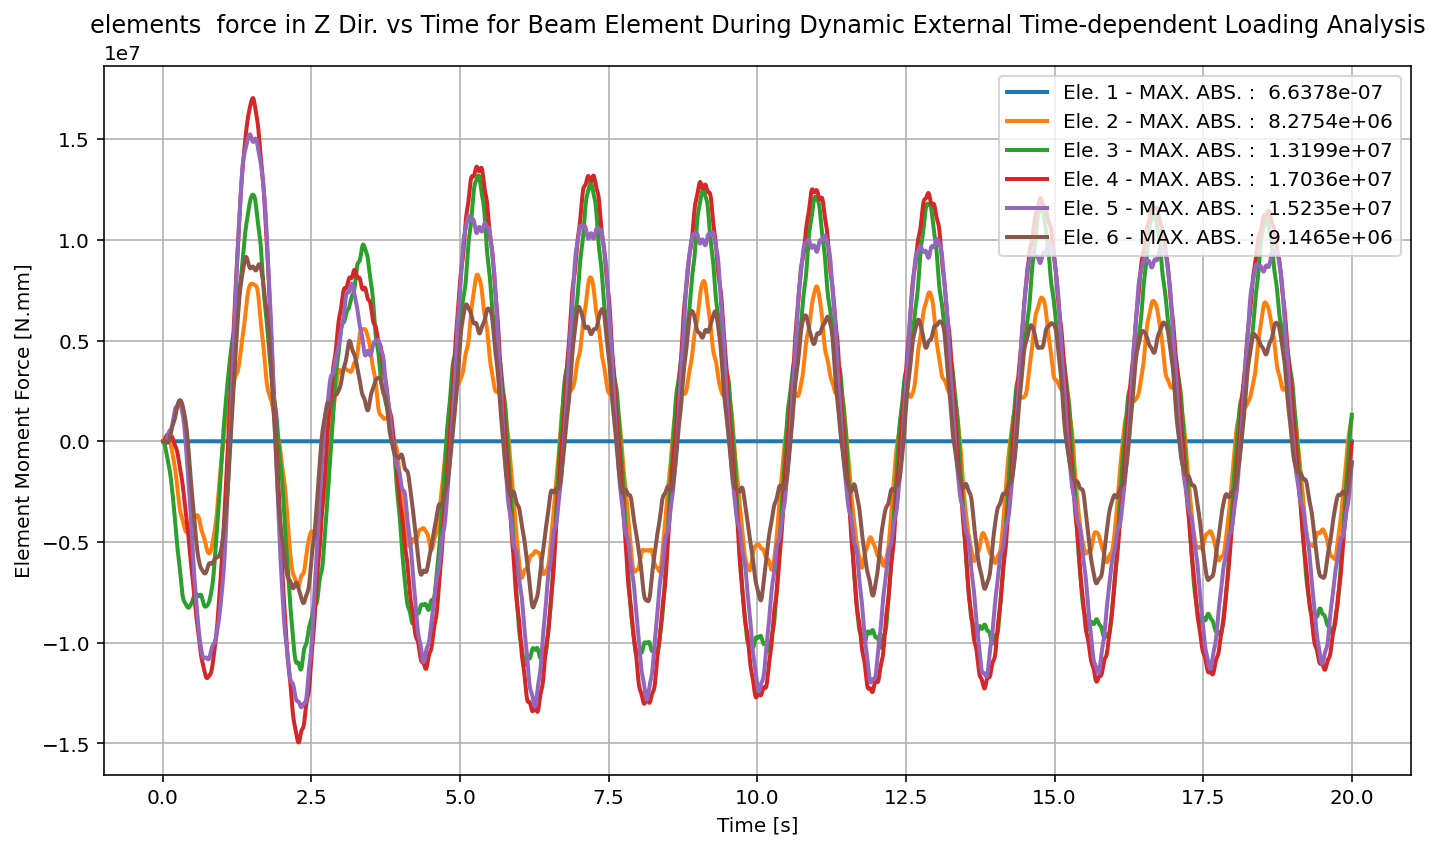 elements  force in Z Dir. vs Time for Beam Element During Dynamic External Time-dependent Loading Analysis
1e7
Ele. 1 - MAX. ABS. :  6.6378e-07
Ele. 2 - MAX. ABS. :  8.2754e+06
Ele. 3 - MAX. ABS. :  1.3199e+07
Ele. 4 - MAX. ABS. :  1.7036e+07
Ele. 5 - MAX. ABS. :  1.5235e+07
Ele. 6 - MAX. ABS. :  9.1465e+06
1.5
1.0
0.5
0.0
−0.5
−1.0
−1.5
Element Moment Force [N.mm]
0.0 2.5 5.0 7.5 10.0 12.5 15.0 17.5 20.0
Time [s]